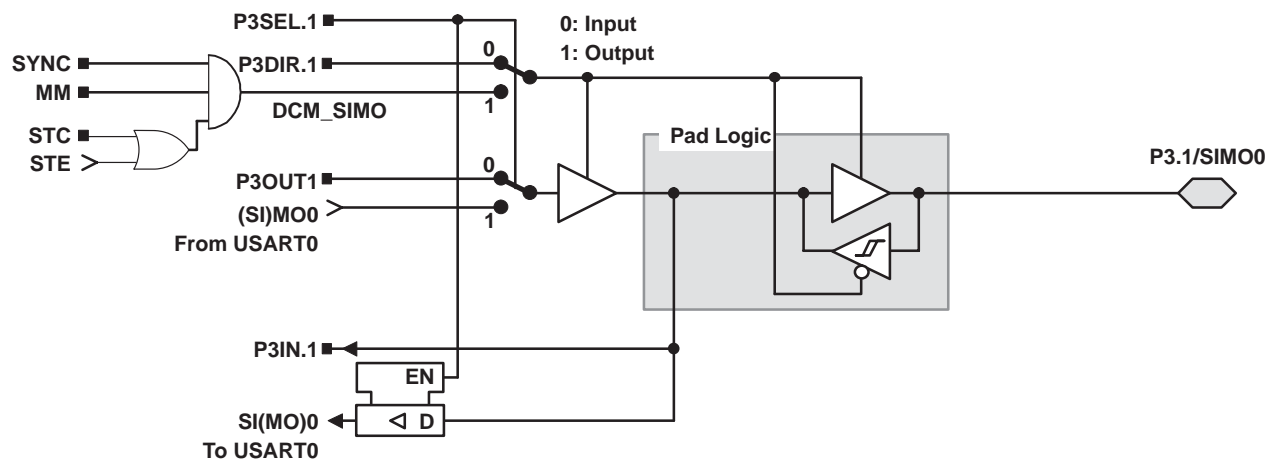 P3SEL.1
0: Input
1: Output
SYNC
P3DIR.1
0
MM
1
DCM_SIMO
STC
STE
Pad Logic
P3.1/SIMO0
P3OUT1
0
(SI)MO0
1
From USART0
P3IN.1
EN
SI(MO)0
D
To USART0